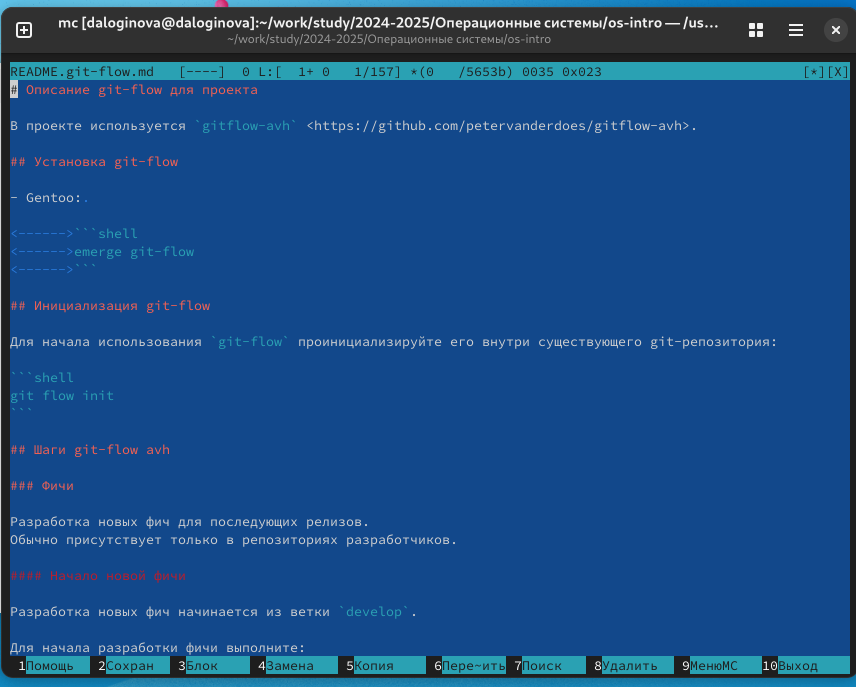 mc [daloginova@daloginova]:~/work/study/2024-2025/Операционные системы/os-intro — /us...
~/work/study/2024-2025/Операционные системы/os-intro
README.git-flow.md [----] 0 L:[ 1+ 0 1/157] *(0 /5653b) 0035 0x023 [*][X]
# Описание git-flow для проекта
В проекте используется `gitflow-avh` <https://github.com/petervanderdoes/gitflow-avh>.
## Установка git-flow
- Gentoo:.
<------>```shell
<------>emerge git-flow
<------>```
## Инициализация git-flow
Для начала использования `git-flow` проинициализируйте его внутри существующего git-репозитория:
```shell
git flow init
```
## Шаги git-flow avh
### Фичи
Разработка новых фич для последующих релизов.
Обычно присутствует только в репозиториях разработчиков.
#### Начало новой фичи
Разработка новых фич начинается из ветки `develop`.
Для начала разработки фичи выполните:
1Помощь 2Сохран 3Блок 4Замена 5Копия 6Пере~ить 7Поиск 8Удалить 9МенюМС 10Выход